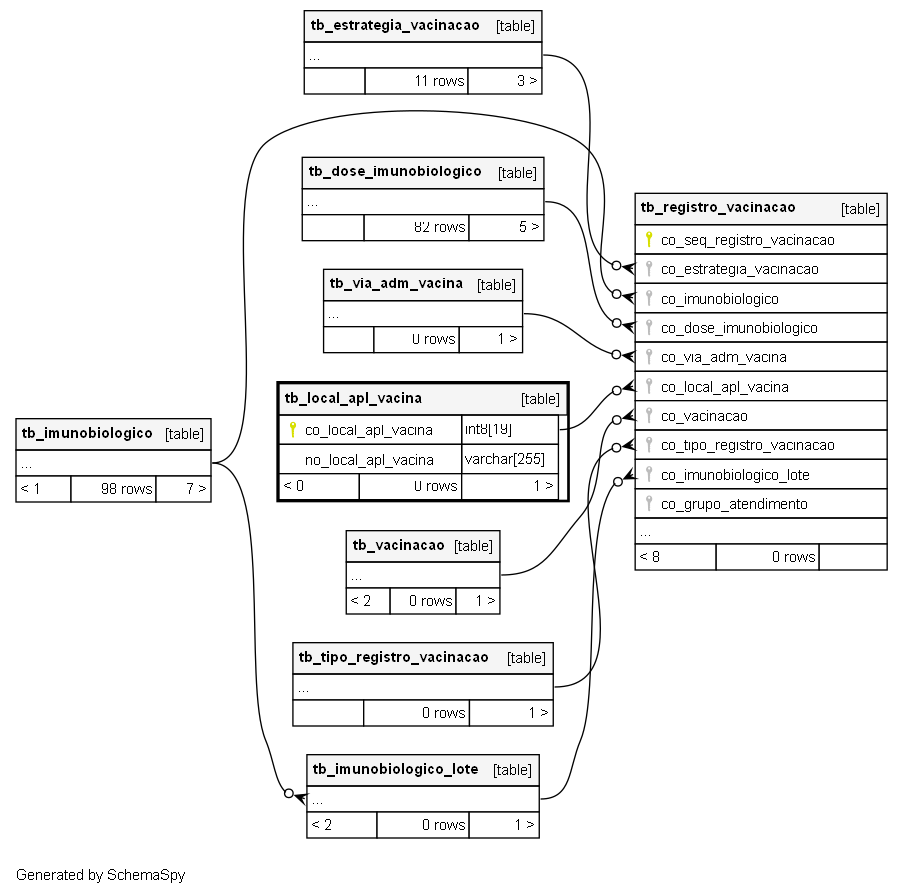 tb_estrategia_vacinacao [table]
...
11 rows 3 >
tb_dose_imunobiologico [table]
...
82 rows 5 >
tb_via_adm_vacina [table]
...
0 rows 1 >
tb_local_apl_vacina [table]
co_local_apl_vacina int8[19]
no_local_apl_vacina varchar[255]
< 0 0 rows 1 >
tb_imunobiologico [table]
...
< 1 98 rows 7 >
tb_vacinacao [table]
...
< 2 0 rows 1 >
tb_tipo_registro_vacinacao [table]
...
0 rows 1 >
tb_imunobiologico_lote [table]
...
< 2 0 rows 1 >
tb_registro_vacinacao [table]
co_seq_registro_vacinacao
co_estrategia_vacinacao
co_imunobiologico
co_dose_imunobiologico
co_via_adm_vacina
co_local_apl_vacina
co_vacinacao
co_tipo_registro_vacinacao
co_imunobiologico_lote
co_grupo_atendimento
...
< 8 0 rows
Generated by SchemaSpy